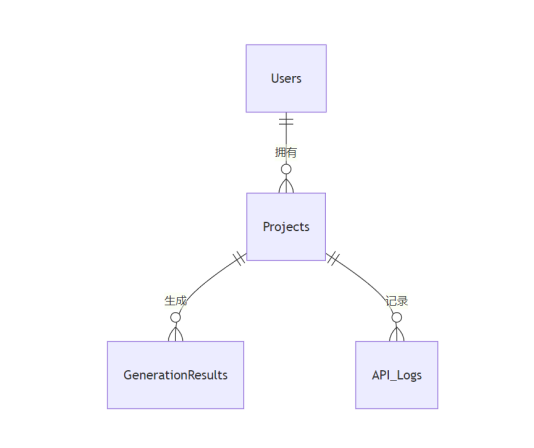 Users
拥有
Projects
生成
记录
GenerationResults
API_Logs